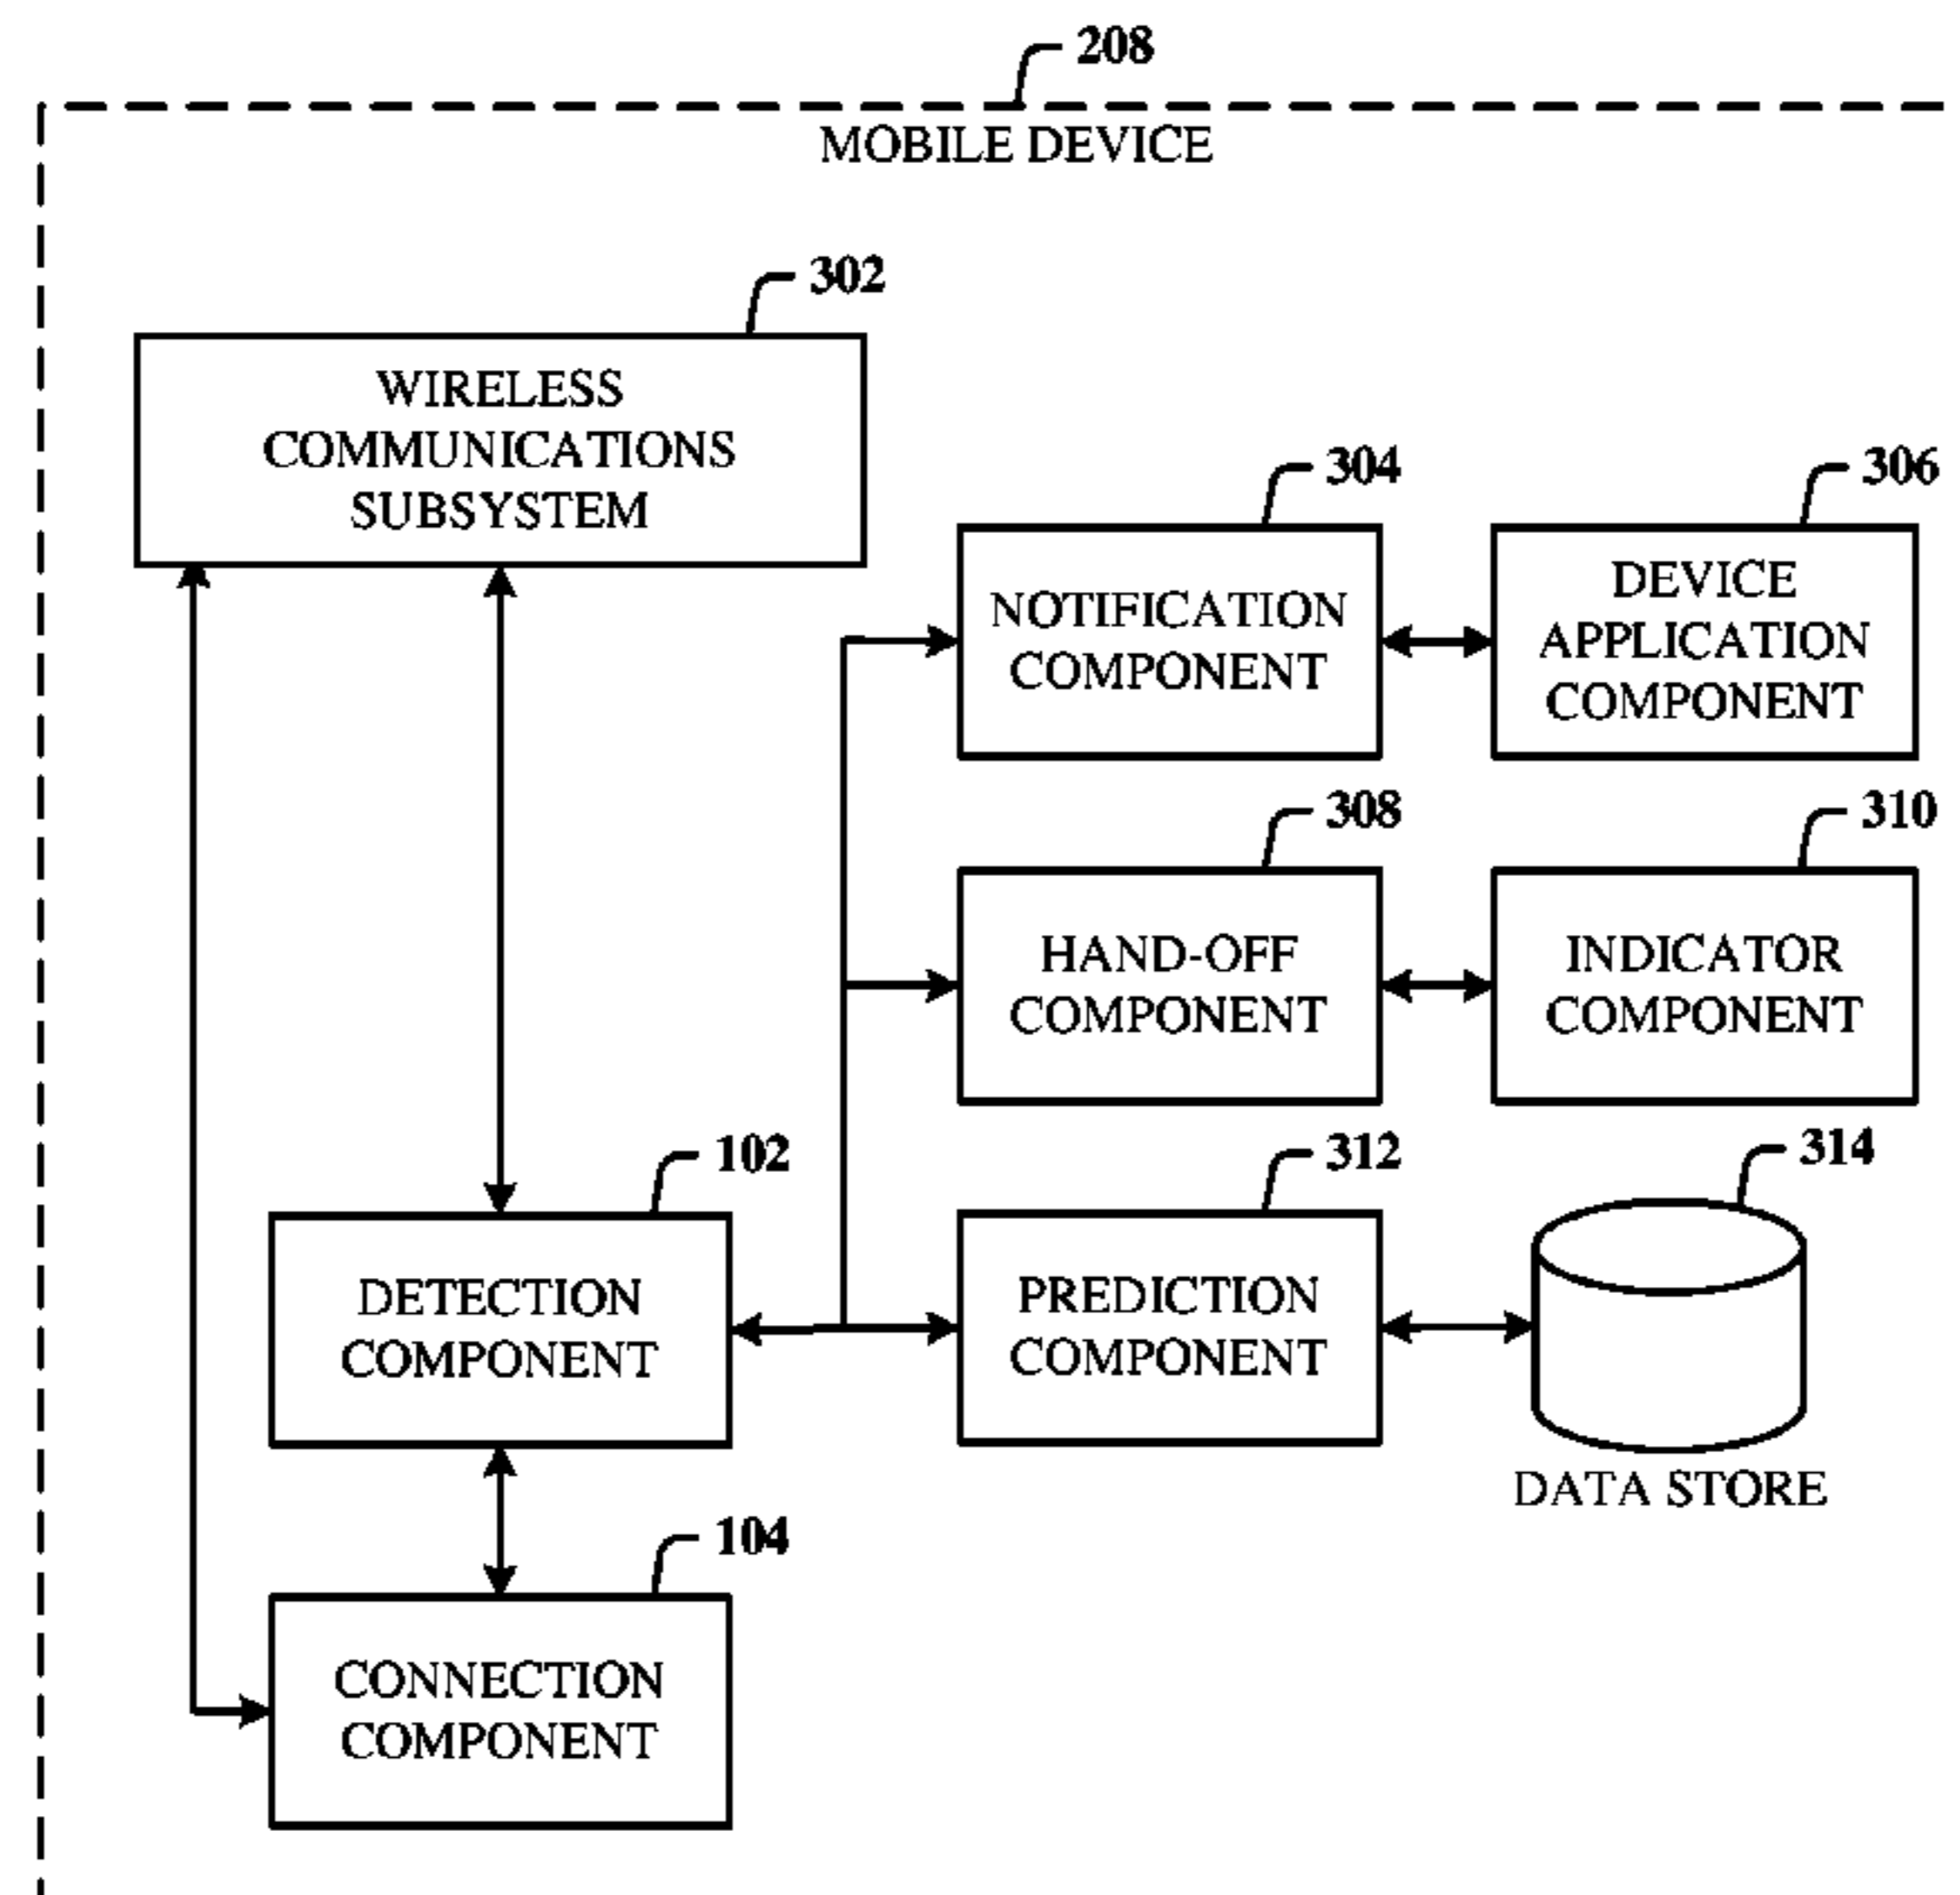 208
MOBILE DEVICE
302
WIRELESS
COMMUNICATIONS
SUBSYSTEM
304
NOTIFICATION
COMPONENT
306
DEVICE
APPLICATION
COMPONENT
308
HAND-OFF
COMPONENT
310
INDICATOR
COMPONENT
102
DETECTION
COMPONENT
312
PREDICTION
COMPONENT
314
DATA STORE
104
CONNECTION
COMPONENT